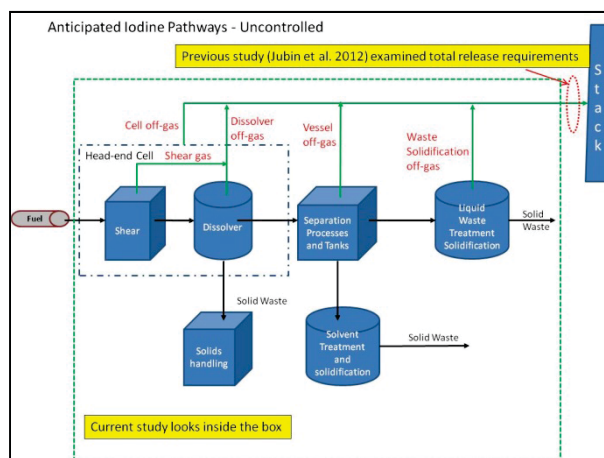 Anticipated Iodine Pathways - Uncontrolled
Previous study (Jubin et al. 2012) examined total release requirements
Stack
Cell off-gas
Dissolver
off-gas
Vessel
off-gas
Waste
Solidification
off-gas
Head-end Cell
Shear gas
Fuel
Shear
Dissolver
Separation
Processes
and Tanks
Liquid
Waste
Treatment
Solidification
Solid
Waste
Solid Waste
Solids
handling
Solvent
Treatment
and
solidification
Solid Waste
Current study looks inside the box